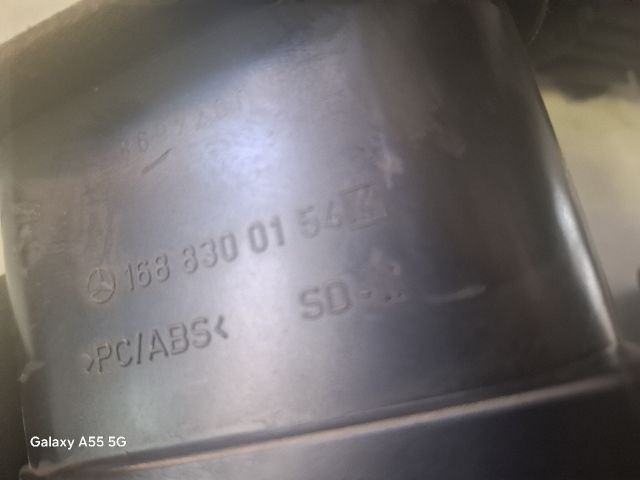 168 830 01 54
>PC/ABS< SD
Galaxy A55 5G